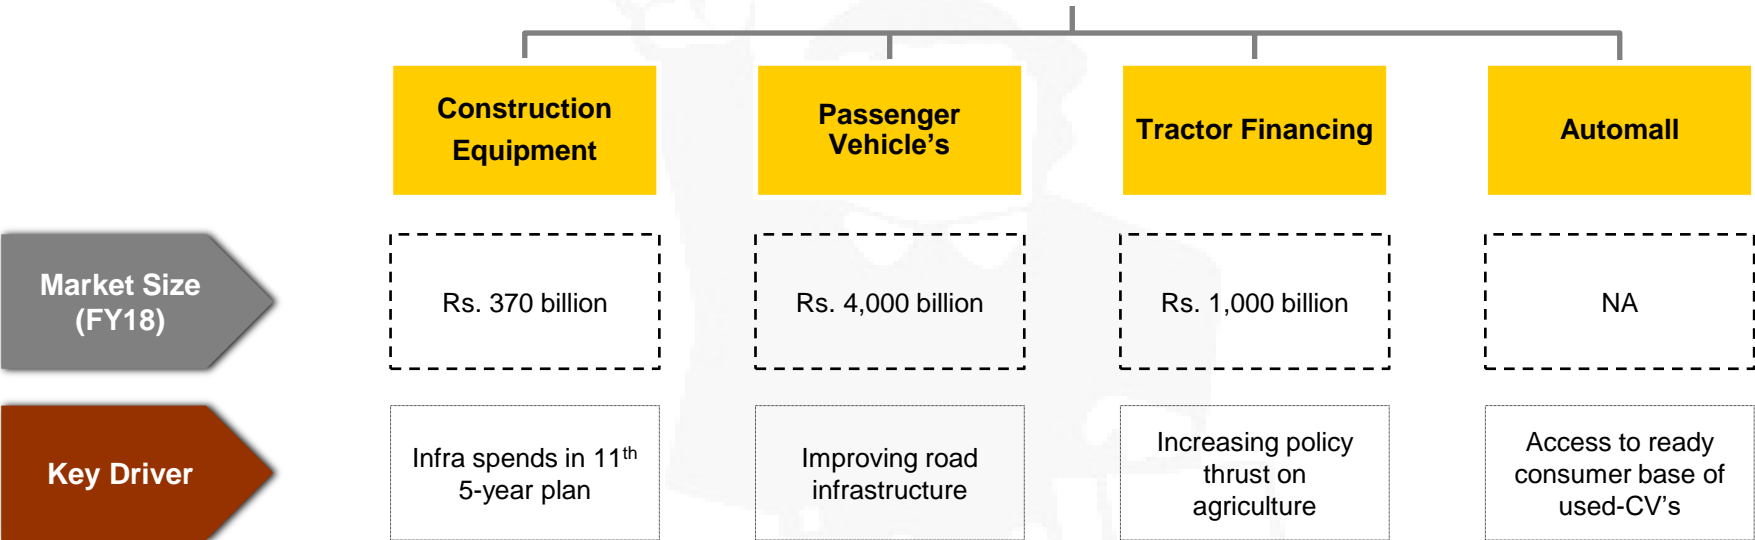 Construction
Equipment
Passenger
Vehicle's
Tractor Financing
Automall
Market Size
(FY18)
Rs. 370 billion
Rs. 4,000 billion
Rs. 1,000 billion
NA
Key Driver
Infra spends in 11th
5-year plan
Improving road
infrastructure
Increasing policy
thrust on
agriculture
Access to ready
consumer base of
used-CV's